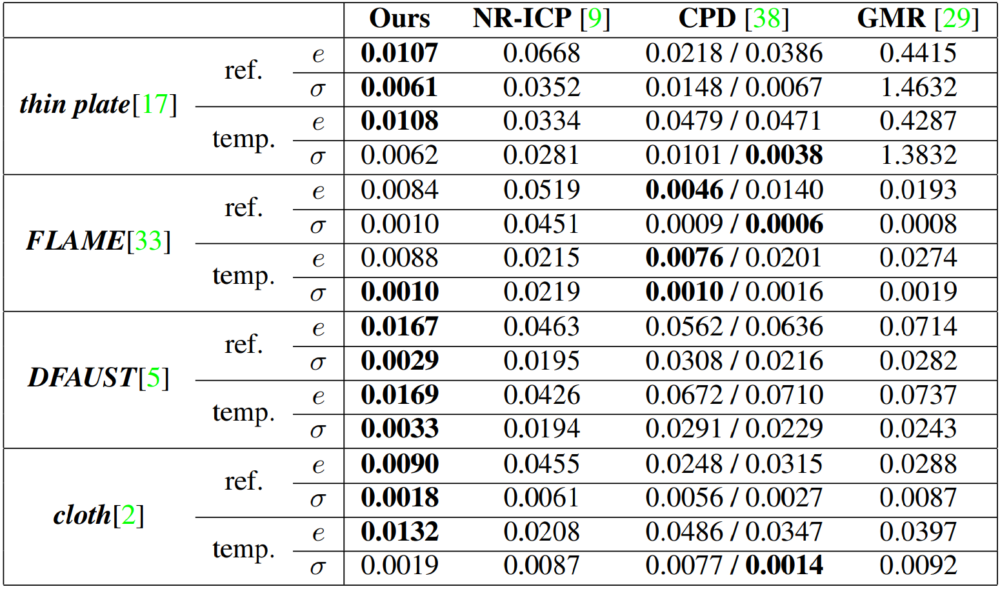 Ours NR-ICP [9] CPD [38] GMR [29]
thin plate[17] ref. e 0.0107 0.0668 0.0218 / 0.0386 0.4415
σ 0.0061 0.0352 0.0148 / 0.0067 1.4632
temp. e 0.0108 0.0334 0.0479 / 0.0471 0.4287
σ 0.0062 0.0281 0.0101 / 0.0038 1.3832
FLAME[33] ref. e 0.0084 0.0519 0.0046 / 0.0140 0.0193
σ 0.0010 0.0451 0.0009 / 0.0006 0.0008
temp. e 0.0088 0.0215 0.0076 / 0.0201 0.0274
σ 0.0010 0.0219 0.0010 / 0.0016 0.0019
DFAUST[5] ref. e 0.0167 0.0463 0.0562 / 0.0636 0.0714
σ 0.0029 0.0195 0.0308 / 0.0216 0.0282
temp. e 0.0169 0.0426 0.0672 / 0.0710 0.0737
σ 0.0033 0.0194 0.0291 / 0.0229 0.0243
cloth[2] ref. e 0.0090 0.0455 0.0248 / 0.0315 0.0288
σ 0.0018 0.0061 0.0056 / 0.0027 0.0087
temp. e 0.0132 0.0208 0.0486 / 0.0347 0.0397
σ 0.0019 0.0087 0.0077 / 0.0014 0.0092